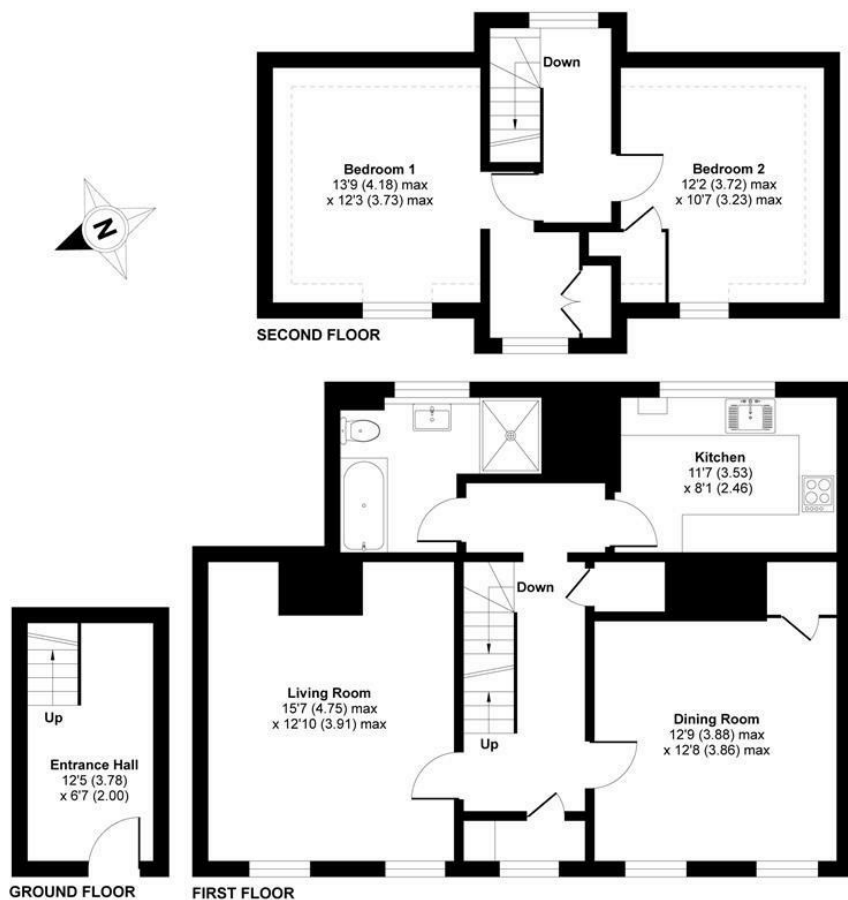 Down
Bedroom 1
13'9 (4.18) max
x 12'3 (3.73) max
Bedroom 2
12'2 (3.72) max
x 10'7 (3.23) max
N
SECOND FLOOR
Kitchen
11'7 (3.53)
x 8'1 (2.46)
Down
Living Room
15'7 (4.75) max
x 12'10 (3.91) max
Up
Dining Room
12'9 (3.88) max
x 12'8 (3.86) max
Up
Entrance Hall
12'5 (3.78)
x 6'7 (2.00)
GROUND FLOOR
FIRST FLOOR